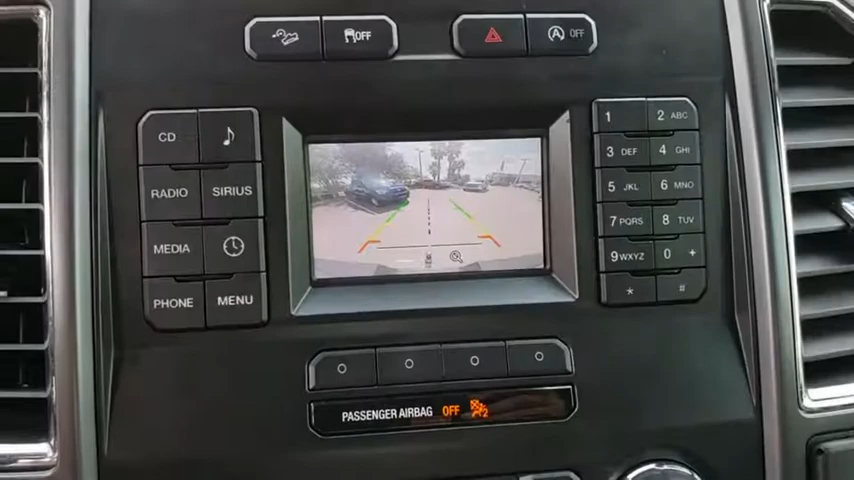 OFF
A OFF
CD
RADIO SIRIUS
MEDIA
PHONE MENU
1 2 ABC
3 DEF 4 GHI
5 JKL 6 MNO
7 PQRS 8 TUV
9 WXYZ 0 +
* #
PASSENGER AIRBAG OFF 2